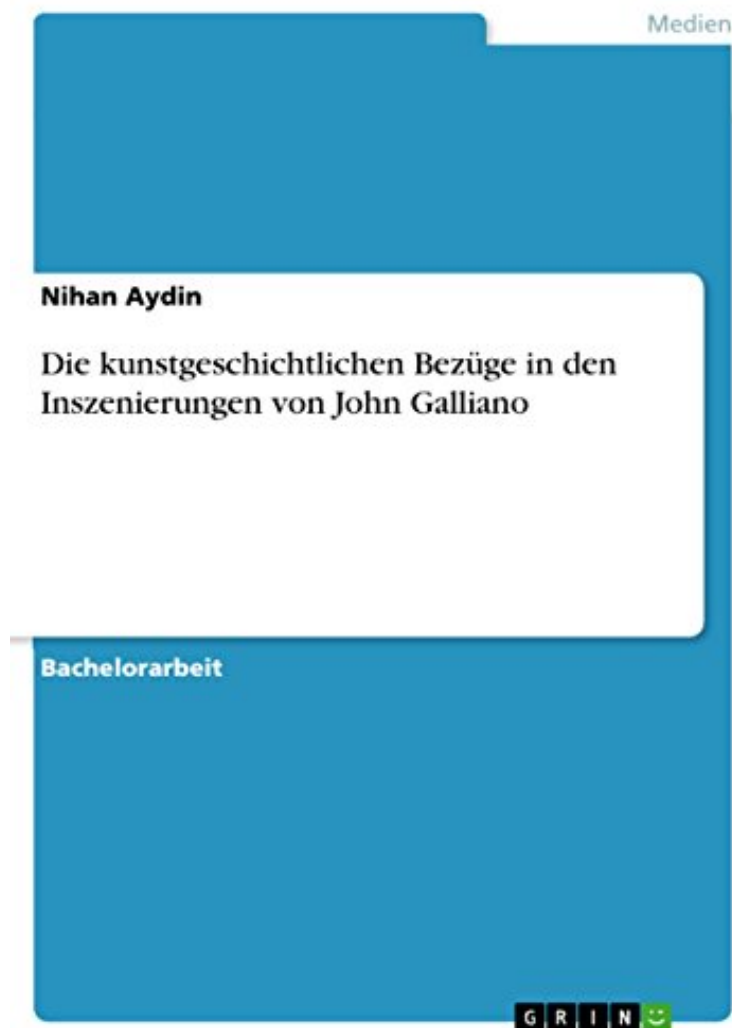 Medien
Nihan Aydin
Die kunstgeschichtlichen Bezüge in den
Inszenierungen von John Galliano
Bachelorarbeit
GRIN